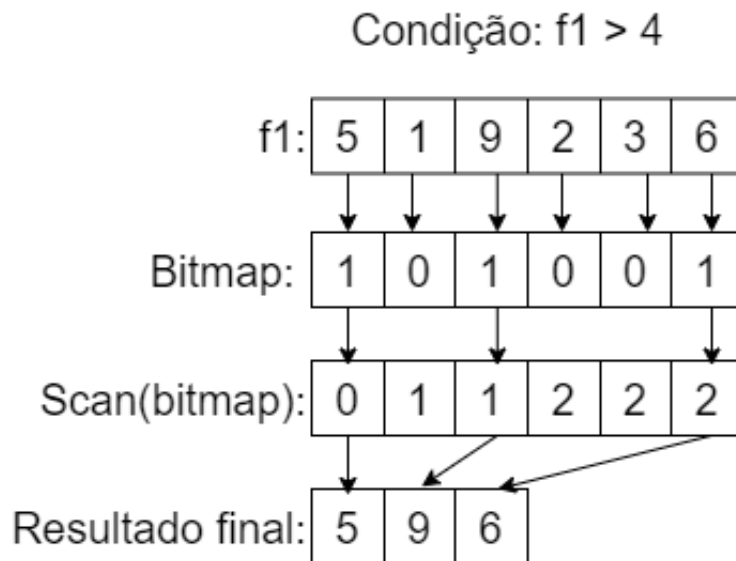 Condição: f1 > 4
f1: 5 1 9 2 3 6
Bitmap: 1 0 1 0 0 1
Scan(bitmap): 0 1 1 2 2 2
Resultado final: 5 9 6